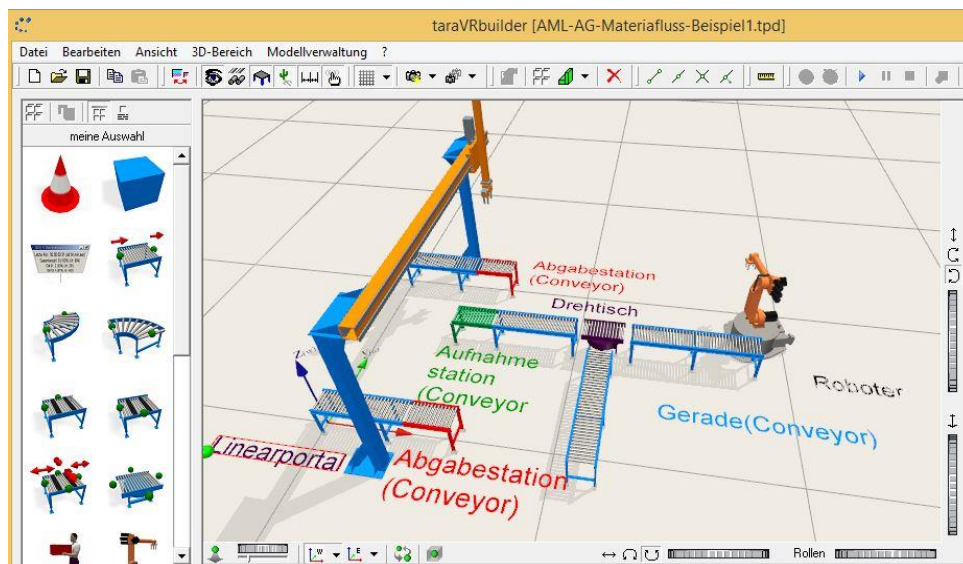 taraVRbuilder [AML-AG-Materiafluss-Beispiel1.tpd]
Datei Bearbeiten Ansicht 3D-Bereich Modellverwaltung ?
meine Auswahl
Abgabestation
(Conveyor)
Drehtisch
Aufnahme
station
(Conveyor
Roboter
Gerade(Conveyor)
Linearportal
Abgabestation
(Conveyor)
W
E
Rollen